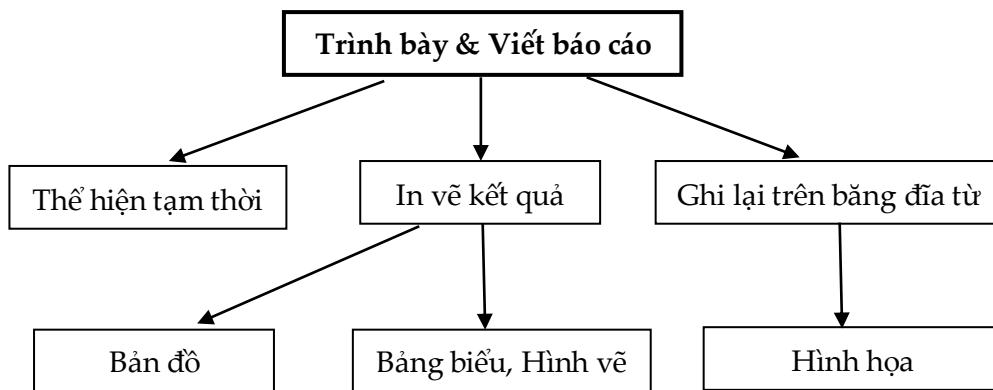 Trình bày & Viết báo cáo
Thể hiện tạm thời
In vẽ kết quả
Ghi lại trên băng đĩa từ
Bản đồ
Bảng biểu, Hình vẽ
Hình họa